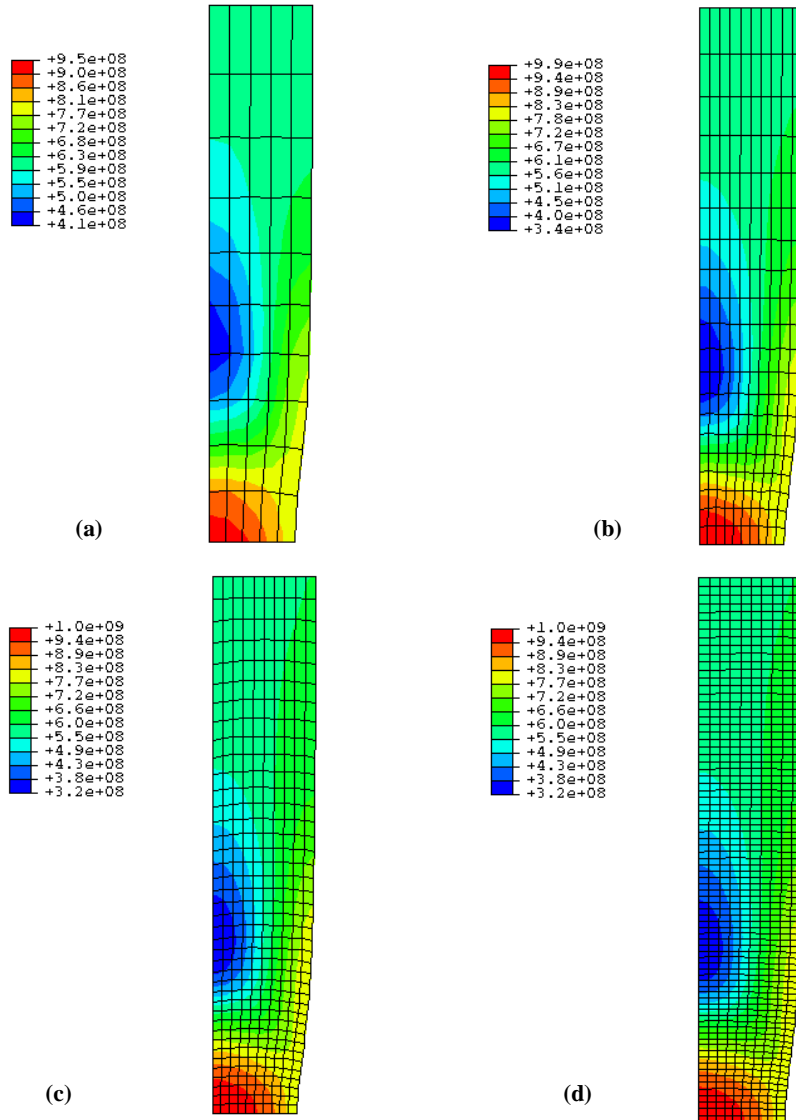 +9.5e+08
+9.0e+08
+8.6e+08
+8.1e+08
+7.7e+08
+7.2e+08
+6.8e+08
+6.3e+08
+5.9e+08
+5.5e+08
+5.0e+08
+4.6e+08
+4.1e+08
(a)
+9.9e+08
+9.4e+08
+8.9e+08
+8.3e+08
+7.8e+08
+7.2e+08
+6.7e+08
+6.1e+08
+5.6e+08
+5.1e+08
+4.5e+08
+4.0e+08
+3.4e+08
(b)
+1.0e+09
+9.4e+08
+8.9e+08
+8.3e+08
+7.7e+08
+7.2e+08
+6.6e+08
+6.0e+08
+5.5e+08
+4.9e+08
+4.3e+08
+3.8e+08
+3.2e+08
(c)
+1.0e+09
+9.4e+08
+8.9e+08
+8.3e+08
+7.7e+08
+7.2e+08
+6.6e+08
+6.0e+08
+5.5e+08
+4.9e+08
+4.3e+08
+3.8e+08
+3.2e+08
(d)